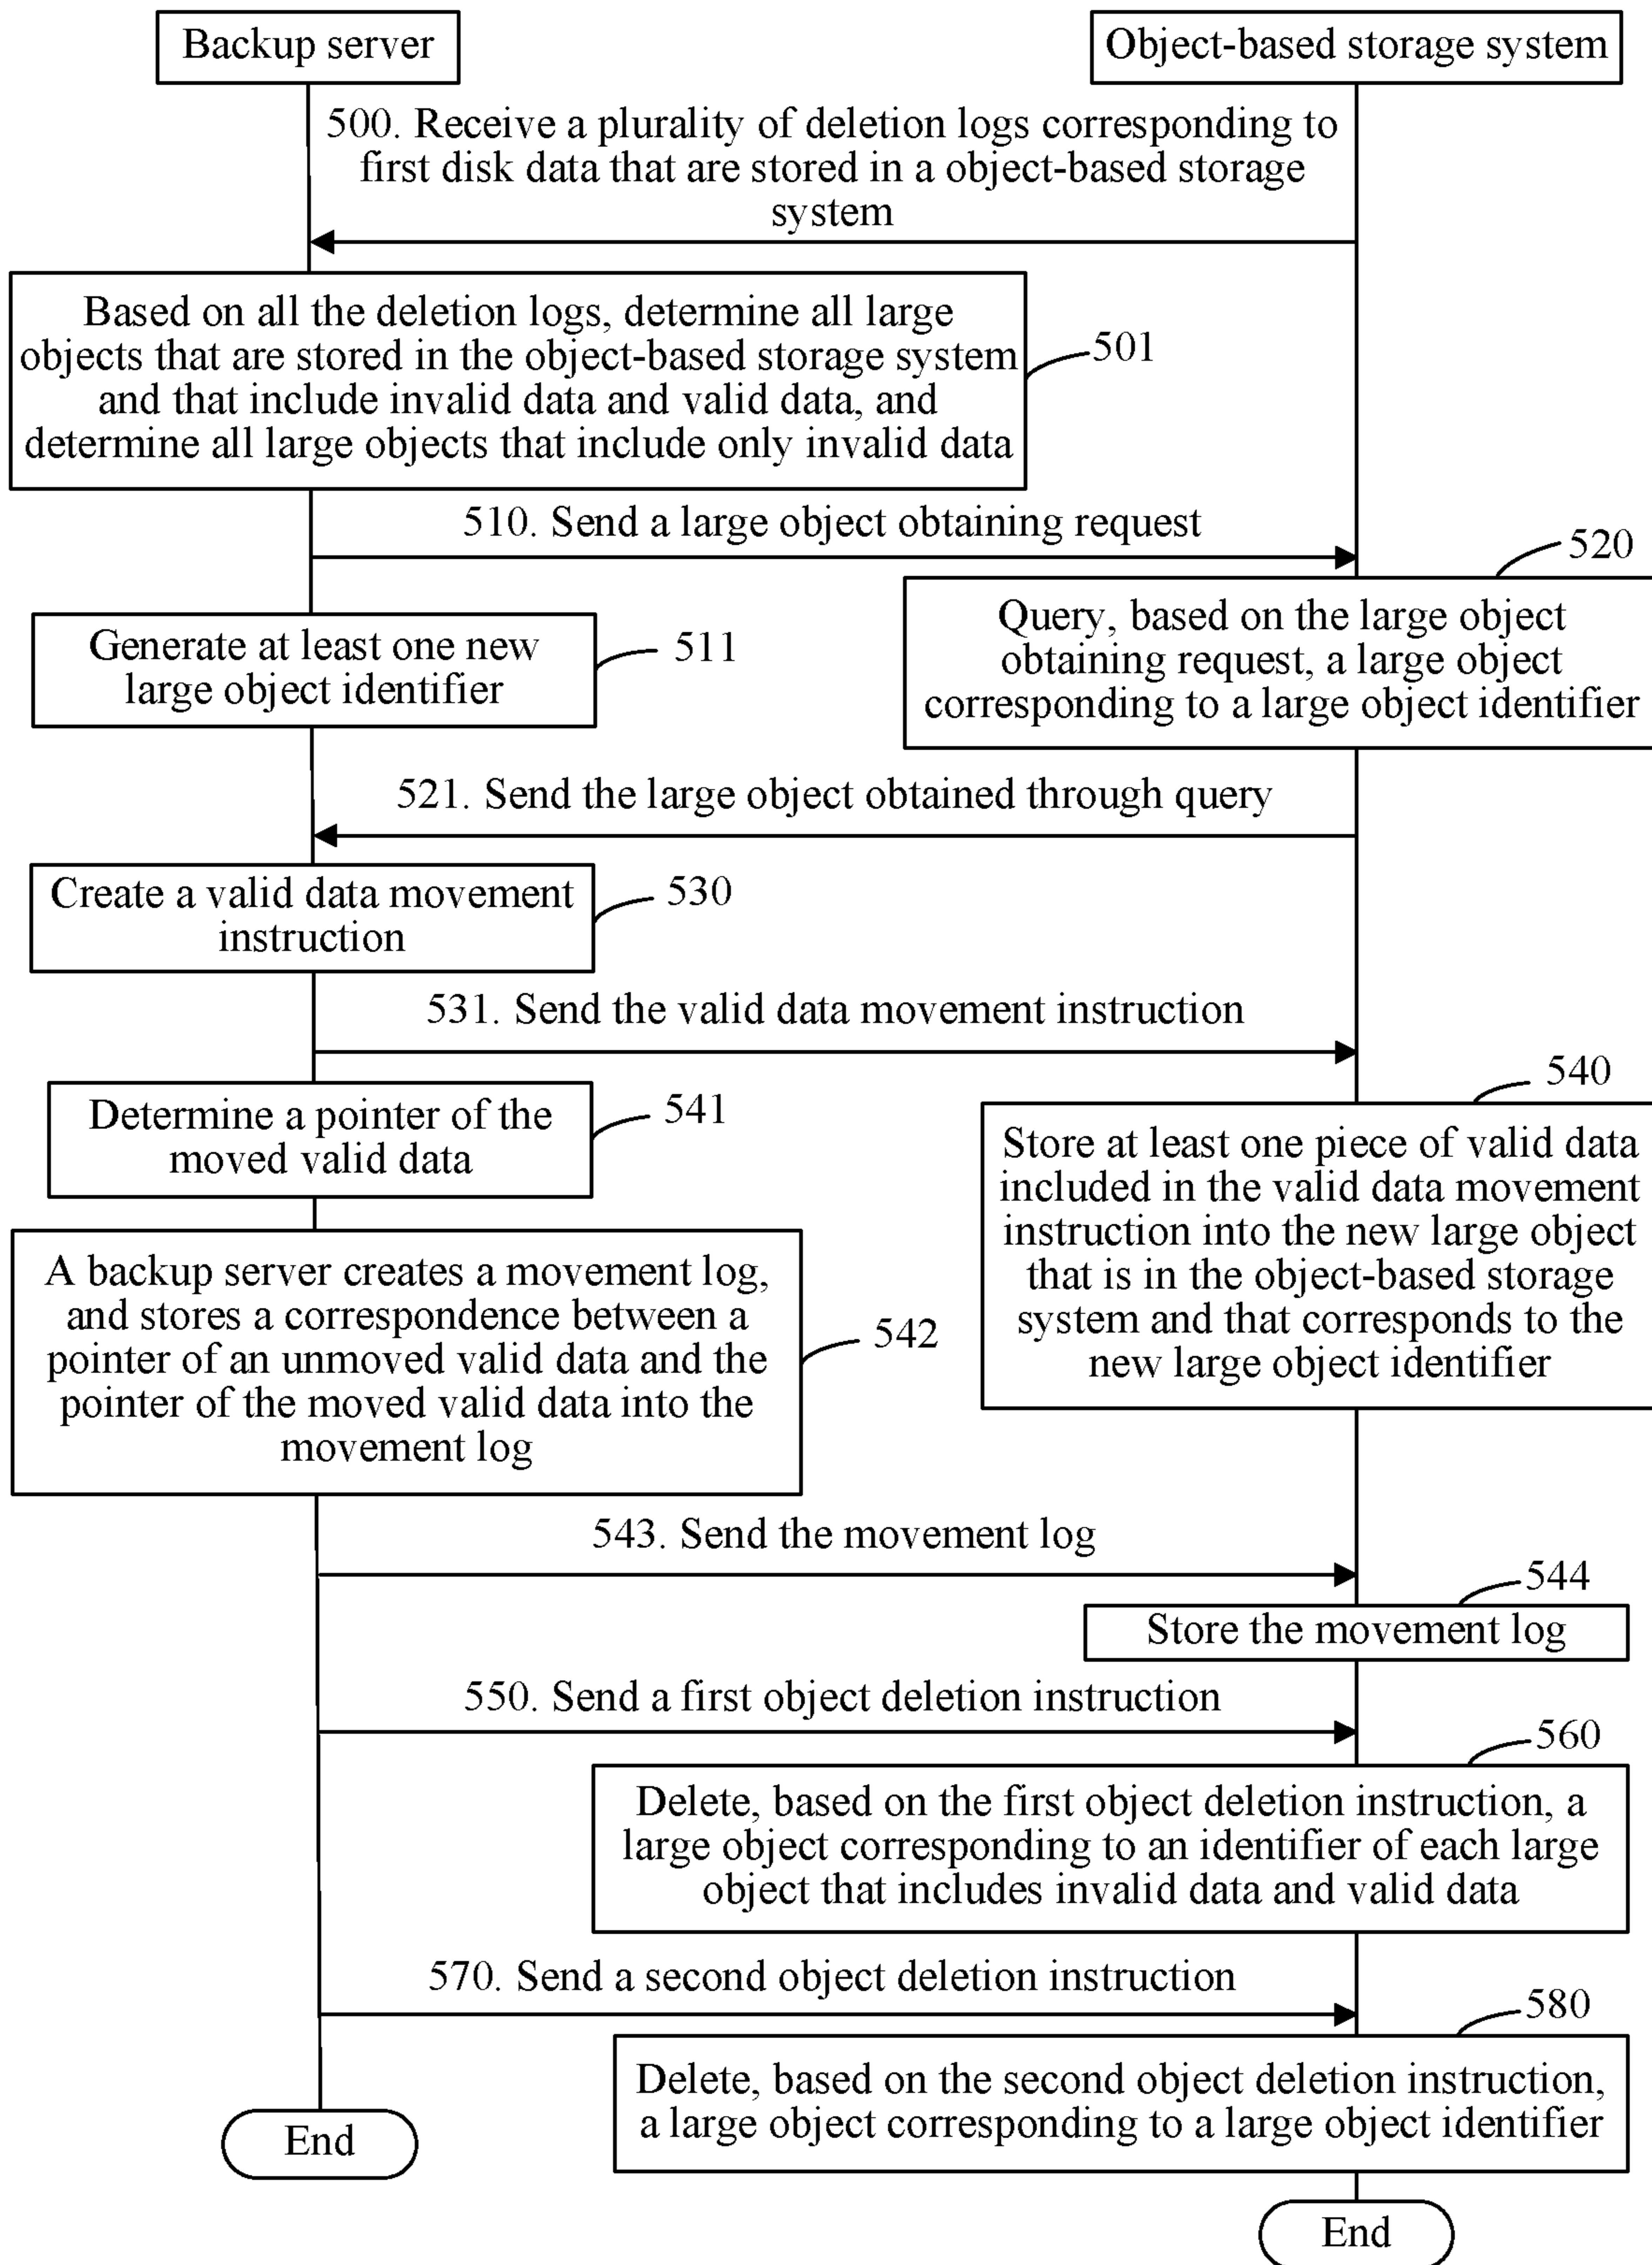 Backup server
Object-based storage system
500. Receive a plurality of deletion logs corresponding to
first disk data that are stored in a object-based storage
system
Based on all the deletion logs, determine all large
objects that are stored in the object-based storage system
and that include invalid data and valid data, and
determine all large objects that include only invalid data
501
510. Send a large object obtaining request
520
Query, based on the large object
obtaining request, a large object
corresponding to a large object identifier
Generate at least one new
large object identifier
511
521. Send the large object obtained through query
Create a valid data movement
instruction
530
531. Send the valid data movement instruction
Determine a pointer of the
moved valid data
541
540
Store at least one piece of valid data
included in the valid data movement
instruction into the new large object
that is in the object-based storage
system and that corresponds to the
new large object identifier
A backup server creates a movement log,
and stores a correspondence between a
pointer of an unmoved valid data and the
pointer of the moved valid data into the
movement log
542
543. Send the movement log
544
Store the movement log
550. Send a first object deletion instruction
560
Delete, based on the first object deletion instruction, a
large object corresponding to an identifier of each large
object that includes invalid data and valid data
570. Send a second object deletion instruction
580
Delete, based on the second object deletion instruction,
a large object corresponding to a large object identifier
End
End